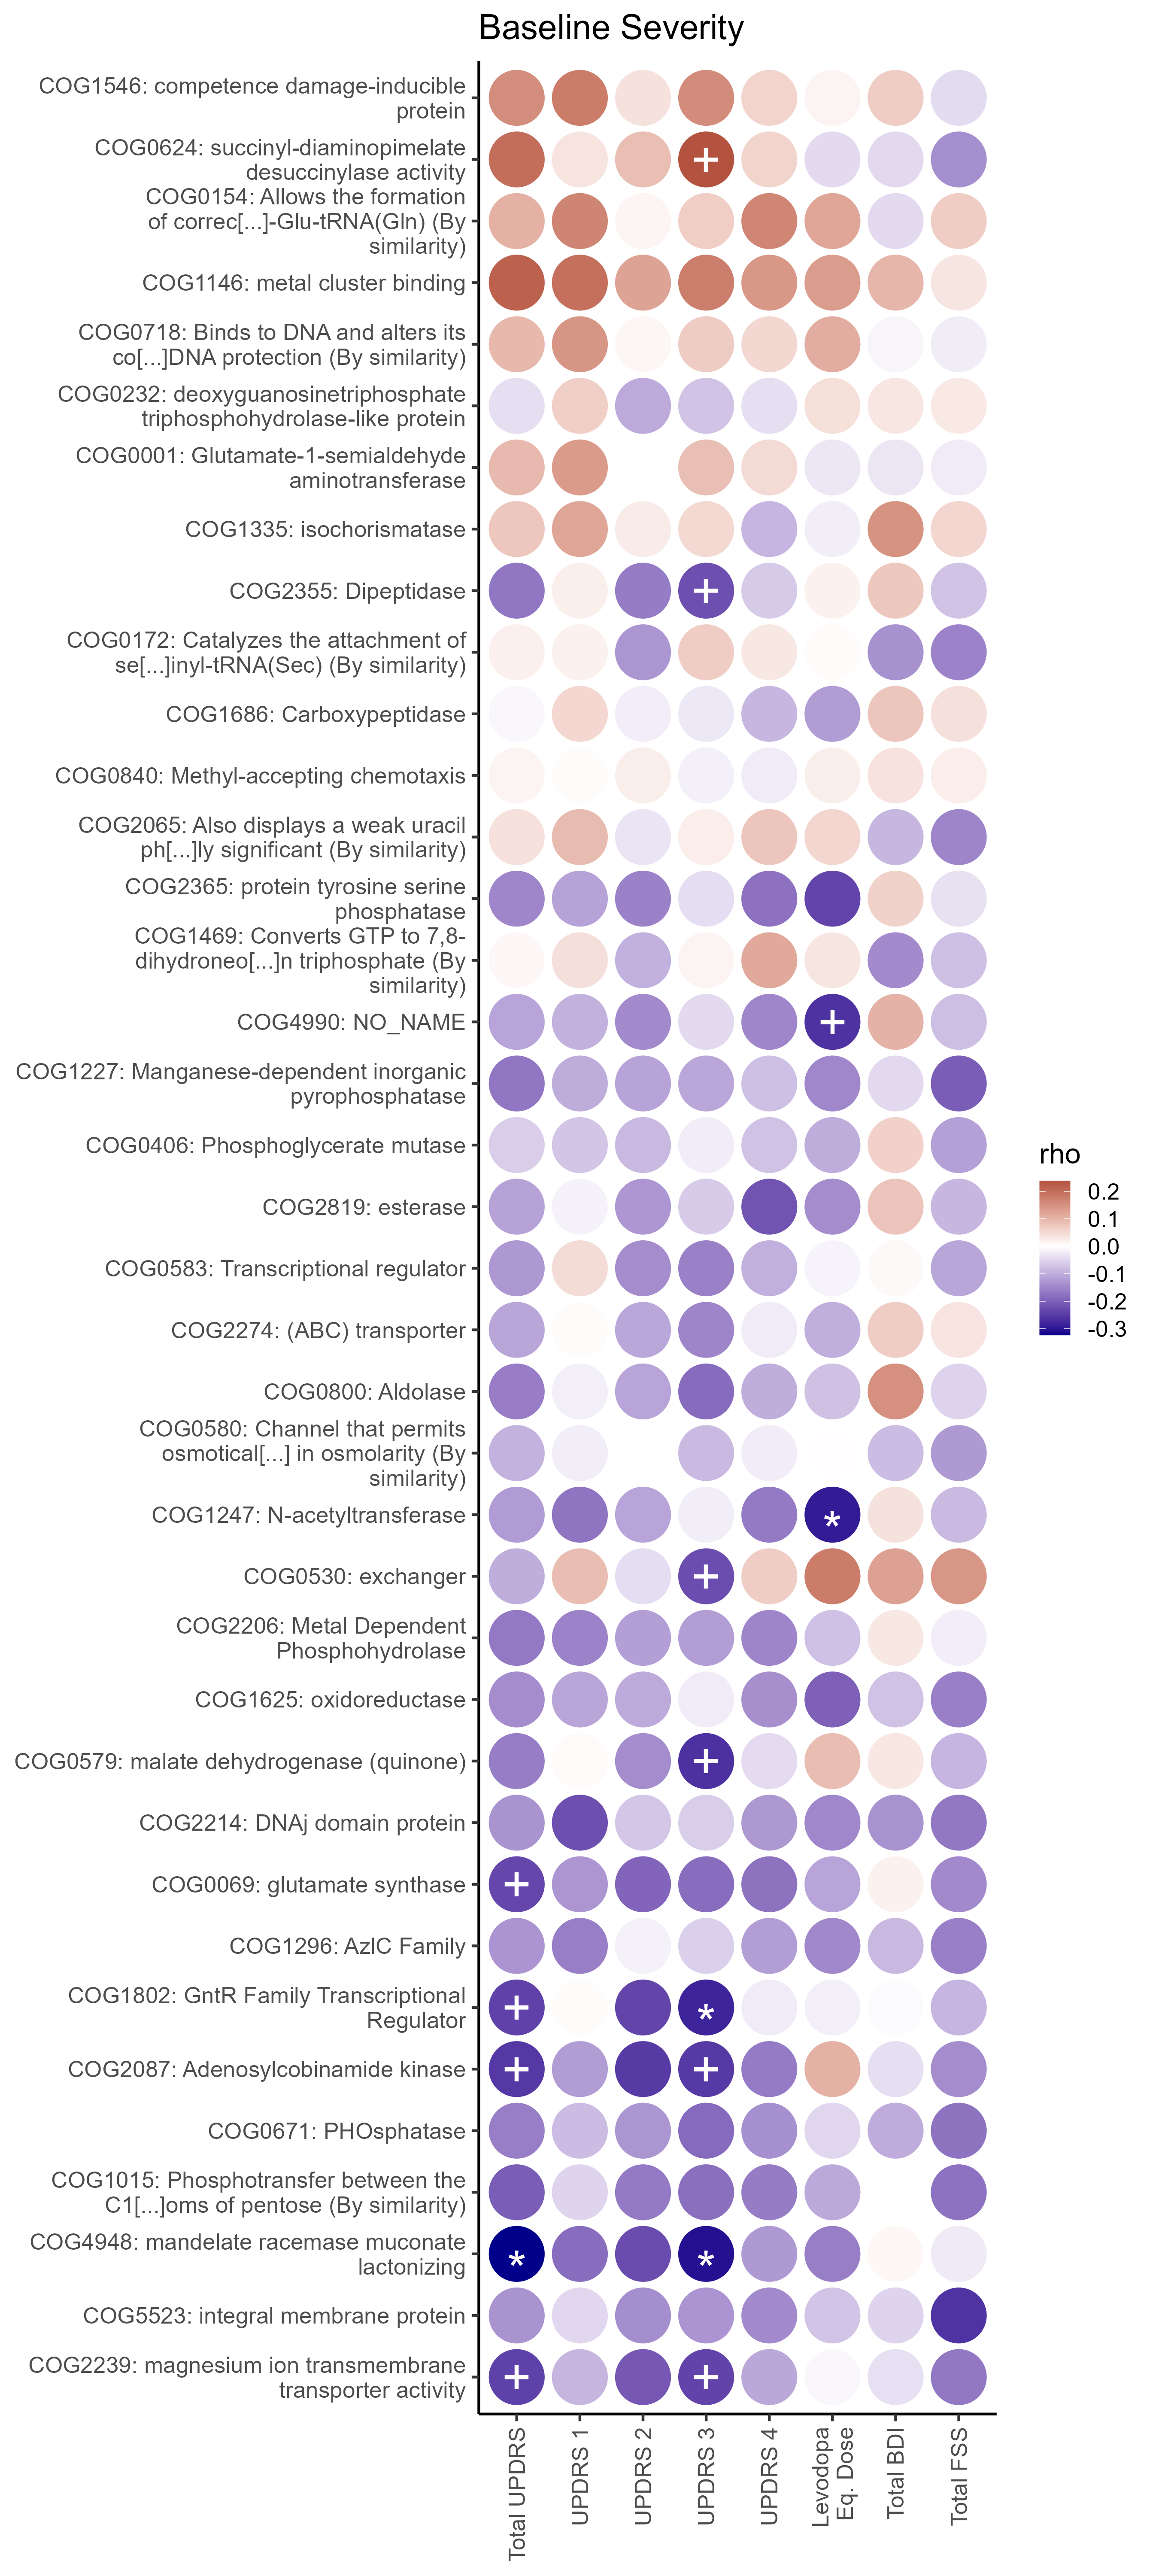 Baseline Severity
COG1546: competence damage-inducible
protein
COG0624: succinyl-diaminopimelate
desuccinylase activity
COG0154: Allows the formation
of correc[...]-Glu-tRNA(Gln) (By
similarity)
COG1146: metal cluster binding
COG0718: Binds to DNA and alters its
co[...]DNA protection (By similarity)
COG0232: deoxyguanosinetriphosphate
triphosphohydrolase-like protein
COG0001: Glutamate-1-semialdehyde
aminotransferase
COG1335: isochorismatase
COG2355: Dipeptidase
+
COG0172: Catalyzes the attachment of
se[...]inyl-tRNA(Sec) (By similarity)
COG1686: Carboxypeptidase
COG0840: Methyl-accepting chemotaxis
COG2065: Also displays a weak uracil
ph[...]ly significant (By similarity)
COG2365: protein tyrosine serine
phosphatase
COG1469: Converts GTP to 7,8-
dihydroneo[...]n triphosphate (By
similarity)
COG4990: NO_NAME
+
COG1227: Manganese-dependent inorganic
pyrophosphatase
COG0406: Phosphoglycerate mutase
COG2819: esterase
COG0583: Transcriptional regulator
COG2274: (ABC) transporter
COG0800: Aldolase
COG0580: Channel that permits
osmotical[...] in osmolarity (By
similarity)
COG1247: N-acetyltransferase
*
COG0530: exchanger
+
COG2206: Metal Dependent
Phosphohydrolase
COG1625: oxidoreductase
COG0579: malate dehydrogenase (quinone)
+
COG2214: DNAj domain protein
COG0069: glutamate synthase
+
COG1296: AzlC Family
COG1802: GntR Family Transcriptional
Regulator
+ *
COG2087: Adenosylcobinamide kinase
+ +
COG0671: PHOsphatase
COG1015: Phosphotransfer between the
C1[...]oms of pentose (By similarity)
COG4948: mandelate racemase muconate
lactonizing
* *
COG5523: integral membrane protein
COG2239: magnesium ion transmembrane
transporter activity
+ +
Total UPDRS
UPDRS 1
UPDRS 2
UPDRS 3
UPDRS 4
Levodopa
Eq. Dose
Total BDI
Total FSS
rho
0.2
0.1
0.0
-0.1
-0.2
-0.3